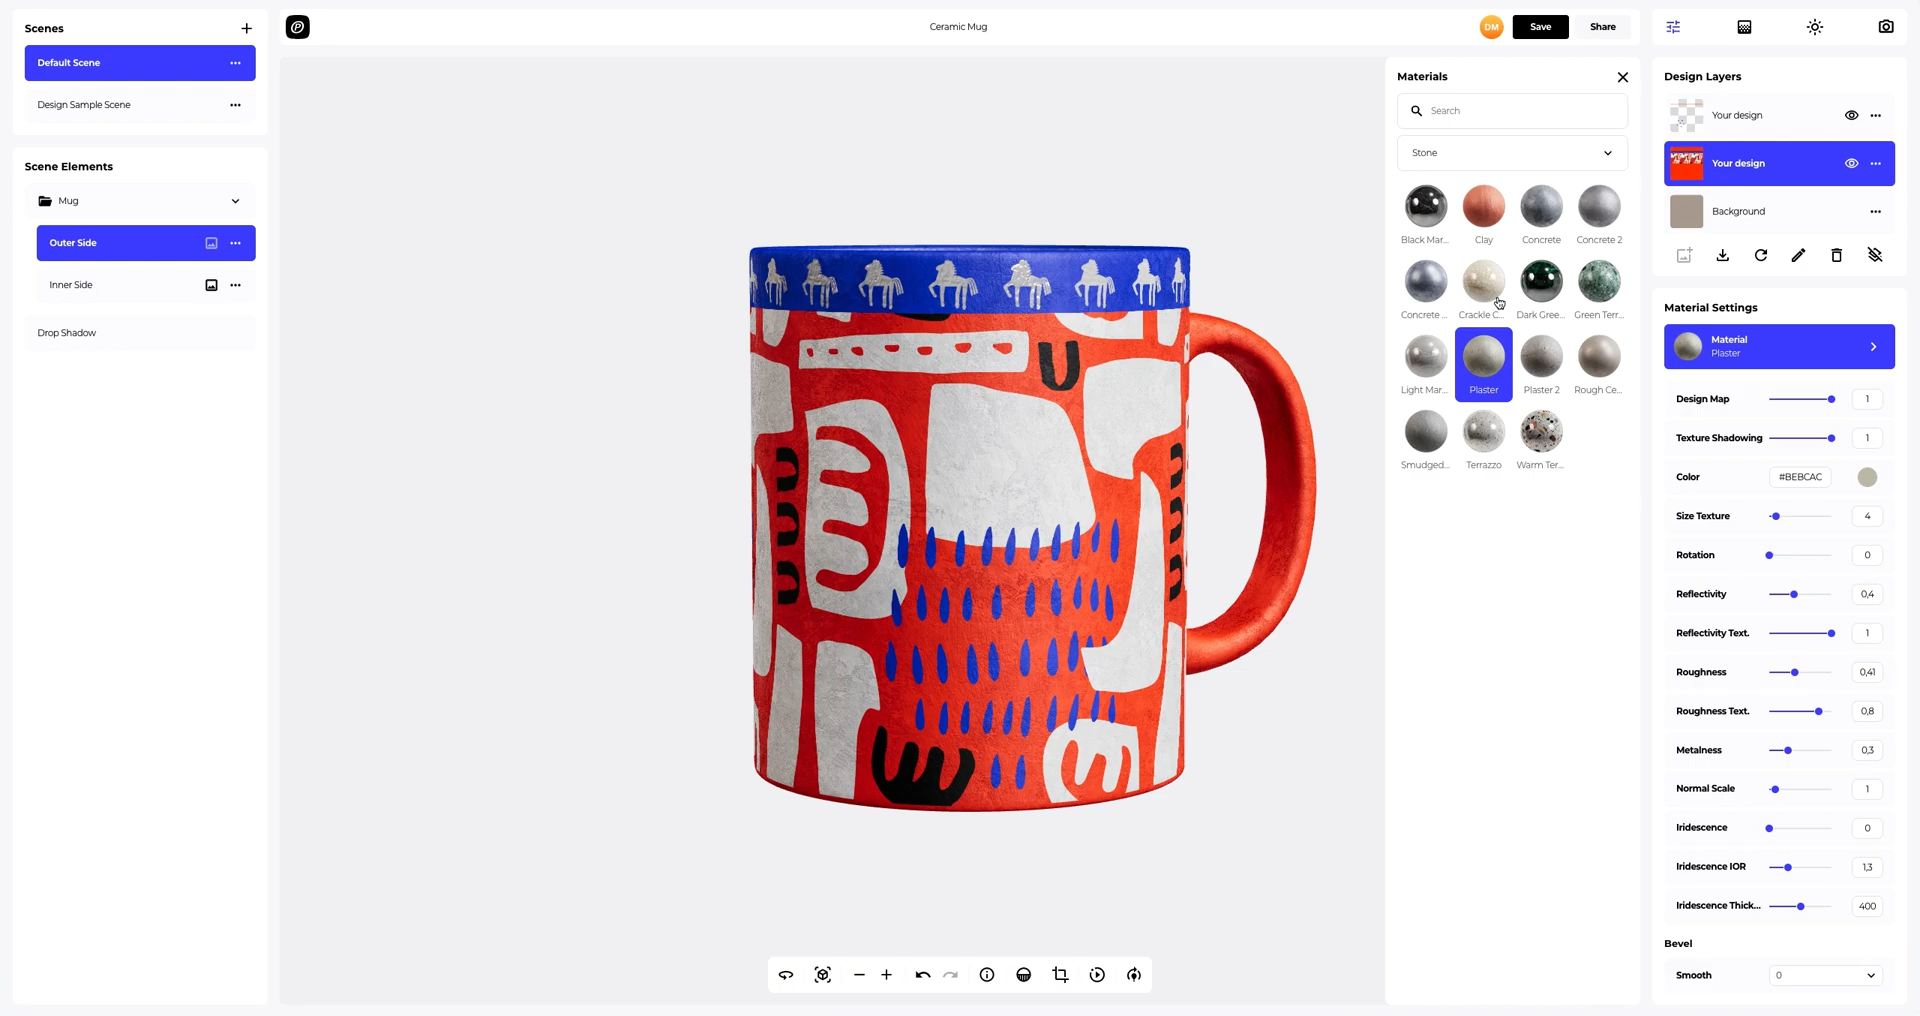 Scenes
Default Scene
Design Sample Scene
Scene Elements
Mug
Outer Side
Inner Side
Drop Shadow
Ceramic Mug
DM
Save
Share
Materials
Search
Stone
Black Mar...
Clay
Concrete
Concrete 2
Concrete ...
Crackle C...
Dark Gree...
Green Terr...
Light Mar...
Plaster
Plaster 2
Rough Ce...
Smudged...
Terrazzo
Warm Ter...
Design Layers
Your design
Your design
Background
Material Settings
Material
Plaster
Design Map 1
Texture Shadowing 1
Color #BEBCAC
Size Texture 4
Rotation 0
Reflectivity 0,4
Reflectivity Text. 1
Roughness 0,41
Roughness Text. 0,8
Metalness 0,3
Normal Scale 1
Iridescence 0
Iridescence IOR 1,3
Iridescence Thick... 400
Bevel
Smooth 0